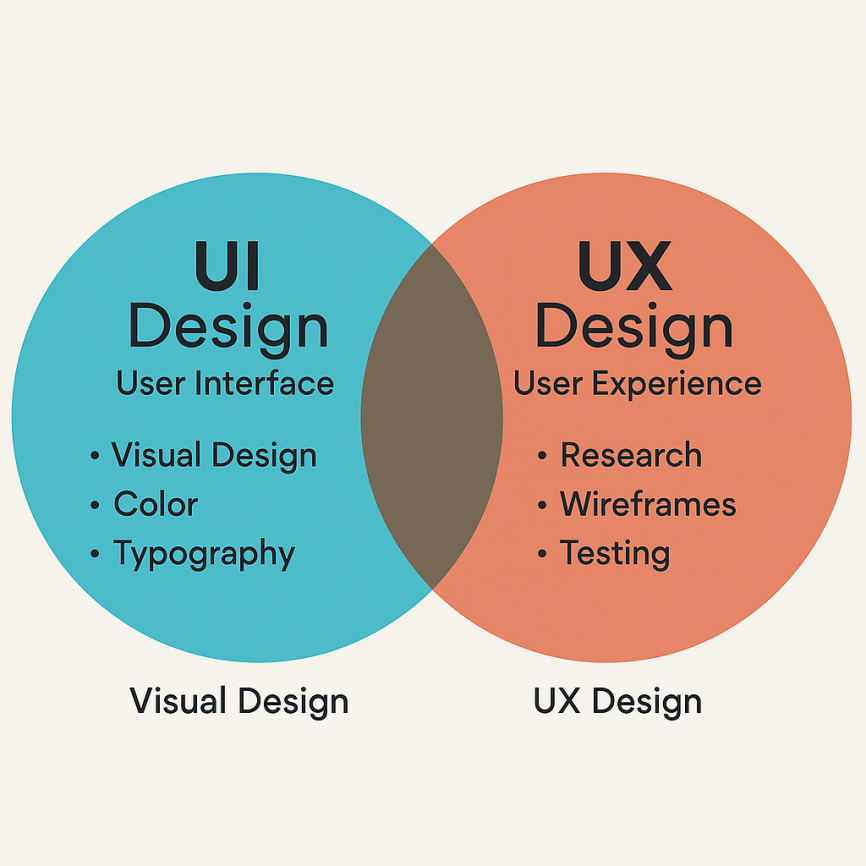 UI
Design
User Interface
• Visual Design
• Color
• Typography
UX
Design
User Experience
• Research
• Wireframes
• Testing
Visual Design
UX Design